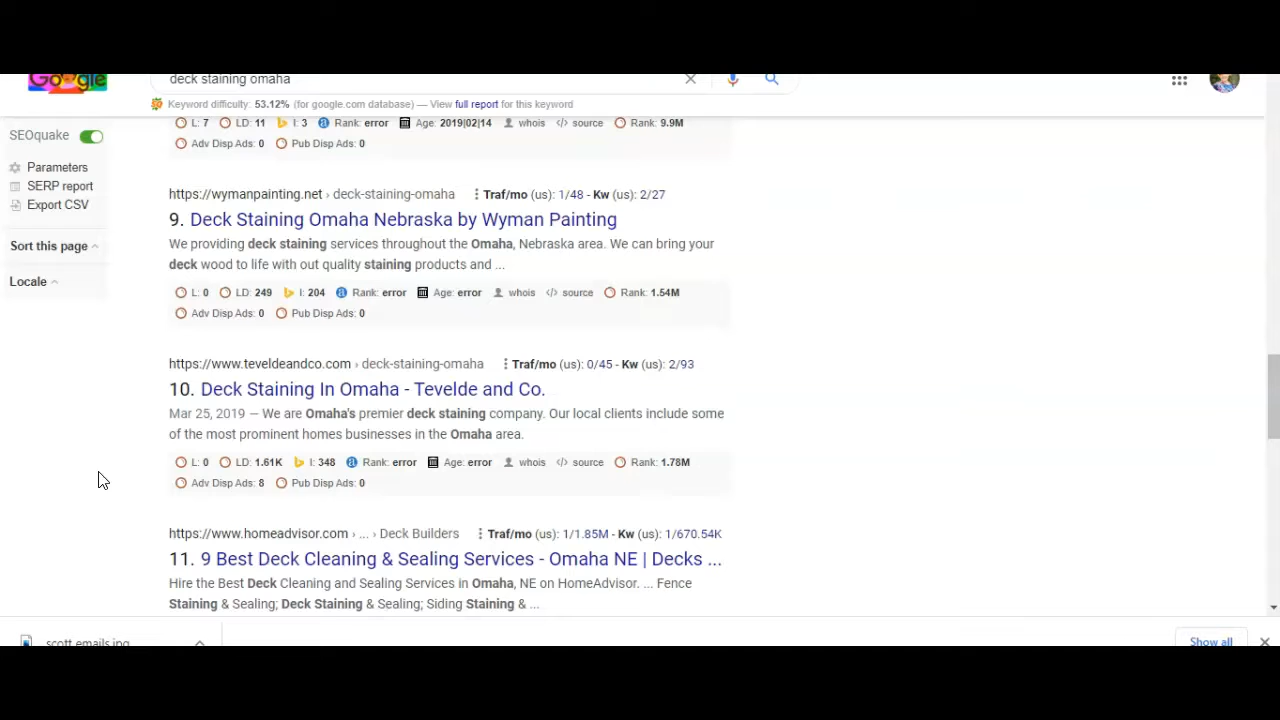 Google
deck staining omaha
Keyword difficulty: 53.12% (for google.com database) — View full report for this keyword
SEOquake
Parameters
SERP report
Export CSV
Sort this page
Locale
L: 7 LD: 11 I: 3 Rank: error Age: 2019|02|14 whois source Rank: 9.9M
Adv Disp Ads: 0 Pub Disp Ads: 0
https://wymanpainting.net › deck-staining-omaha Traf/mo (us): 1/48 - Kw (us): 2/27
9. Deck Staining Omaha Nebraska by Wyman Painting
We providing deck staining services throughout the Omaha, Nebraska area. We can bring your
deck wood to life with out quality staining products and ...
L: 0 LD: 249 I: 204 Rank: error Age: error whois source Rank: 1.54M
Adv Disp Ads: 0 Pub Disp Ads: 0
https://www.teveldeandco.com › deck-staining-omaha Traf/mo (us): 0/45 - Kw (us): 2/93
10. Deck Staining In Omaha - Tevelde and Co.
Mar 25, 2019 — We are Omaha's premier deck staining company. Our local clients include some
of the most prominent homes businesses in the Omaha area.
L: 0 LD: 1.61K I: 348 Rank: error Age: error whois source Rank: 1.78M
Adv Disp Ads: 8 Pub Disp Ads: 0
https://www.homeadvisor.com › ... › Deck Builders Traf/mo (us): 1/1.85M - Kw (us): 1/670.54K
11. 9 Best Deck Cleaning & Sealing Services - Omaha NE | Decks ...
Hire the Best Deck Cleaning and Sealing Services in Omaha, NE on HomeAdvisor. ... Fence
Staining & Sealing; Deck Staining & Sealing; Siding Staining & ...
scott emails.jpg
Show all